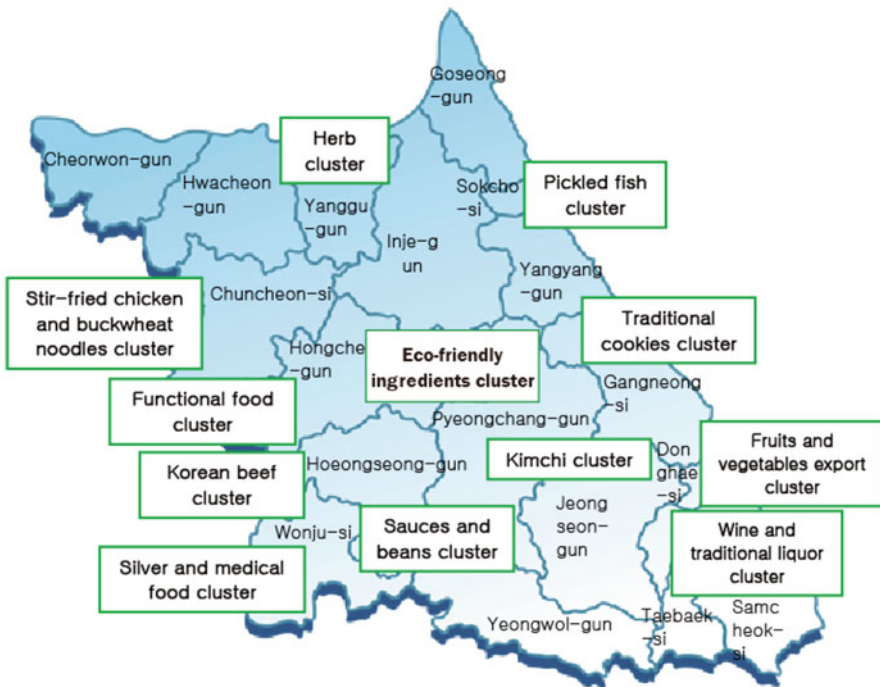 Goseong
-gun
Herb
cluster
Cheorwon-gun
Hwacheon
-gun
Yanggu
-gun
Sokcho
-si
Pickled fish
cluster
Inje-g
un
Yangyang
-gun
Chuncheon-si
Stir-fried chicken
and buckwheat
noodles cluster
Traditional
cookies cluster
Hongche
-gun
Eco-friendly
ingredients cluster
Gangneong
-si
Functional food
cluster
Pyeongchang-gun
Korean beef
cluster
Hoeongseong-gun
Kimchi cluster
Don
ghae
-si
Fruits and
vegetables export
cluster
Jeong
seon-
gun
Wonju-si
Sauces and
beans cluster
Wine and
traditional liquor
cluster
Silver and medical
food cluster
Yeongwol-gun
Taebaek
-si
Samc
heok-
si